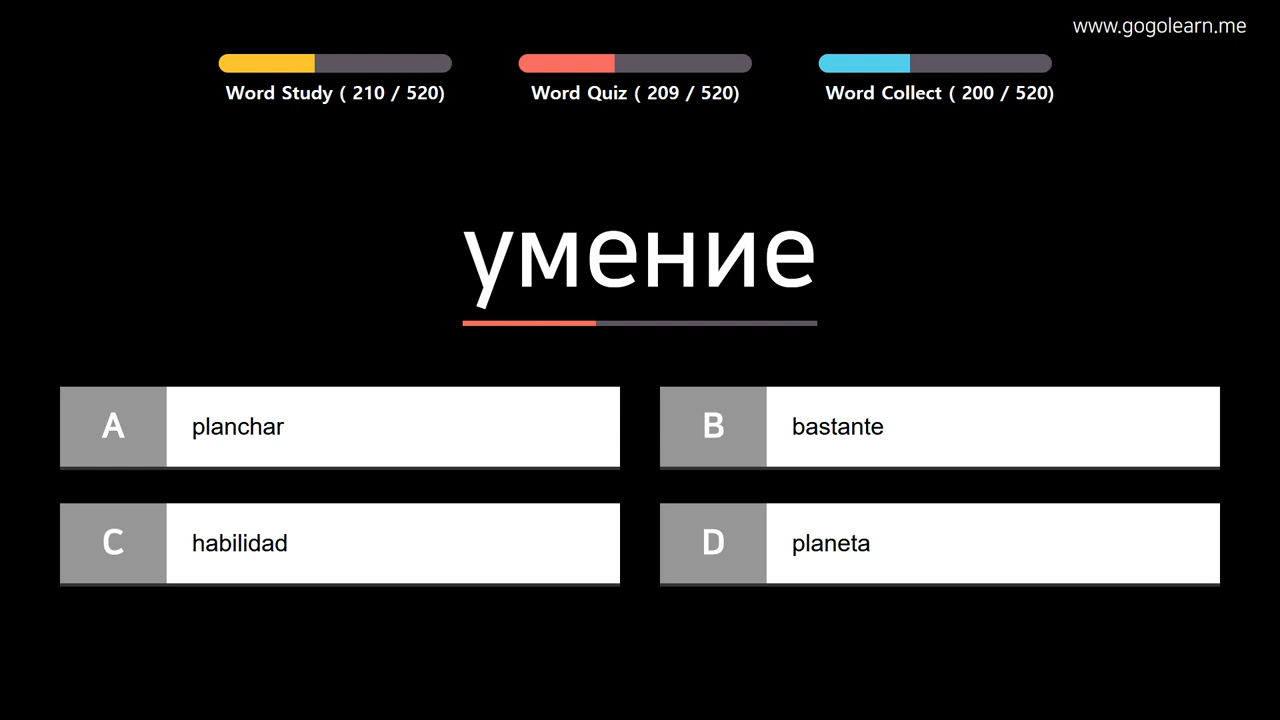 www.gogolearn.me
Word Study ( 210 / 520)
Word Quiz ( 209 / 520)
Word Collect ( 200 / 520)
умение
A planchar
B bastante
C habilidad
D planeta